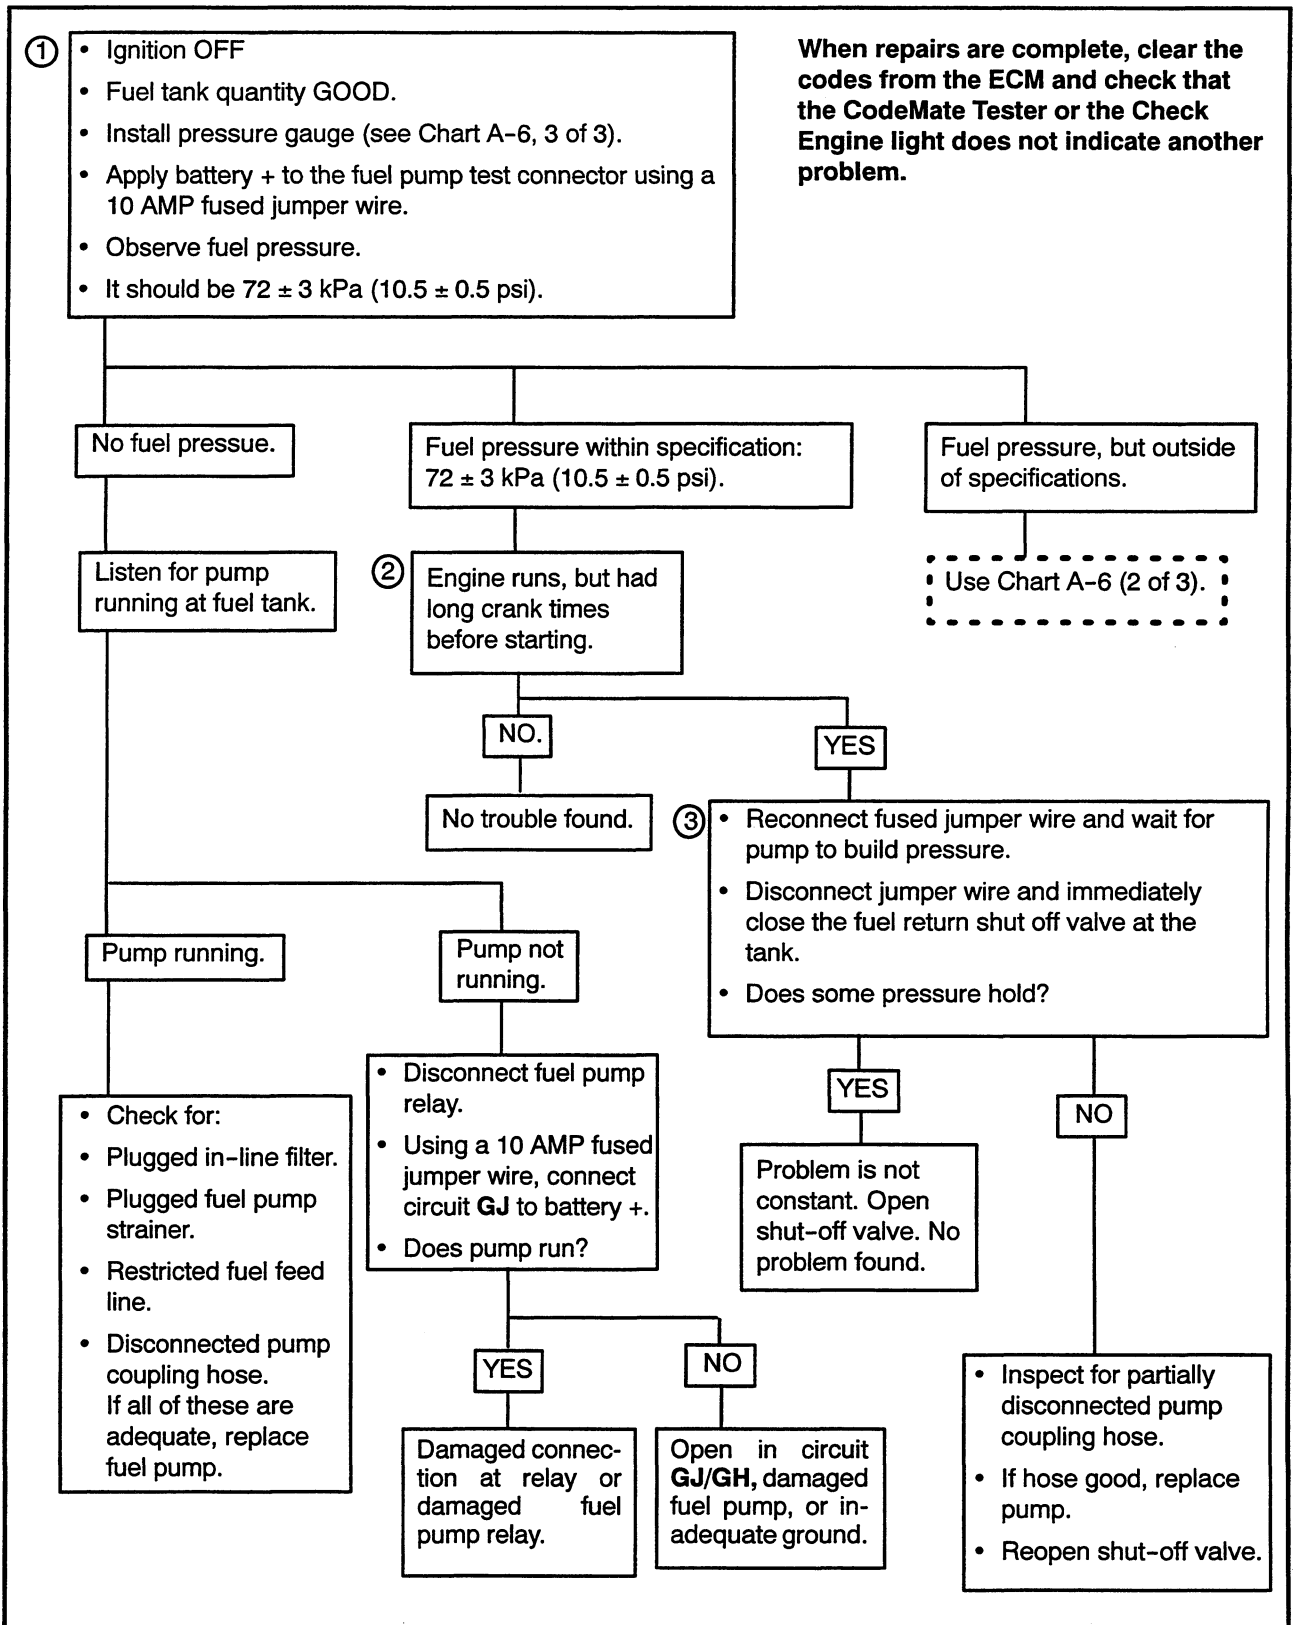 ① • Ignition OFF
• Fuel tank quantity GOOD.
• Install pressure gauge (see Chart A-6, 3 of 3).
• Apply battery + to the fuel pump test connector using a
10 AMP fused jumper wire.
• Observe fuel pressure.
• It should be 72 ± 3 kPa (10.5 ± 0.5 psi).
When repairs are complete, clear the
codes from the ECM and check that
the CodeMate Tester or the Check
Engine light does not indicate another
problem.
No fuel pressue.
Fuel pressure within specification:
72 ± 3 kPa (10.5 ± 0.5 psi).
Fuel pressure, but outside
of specifications.
Listen for pump
running at fuel tank.
② Engine runs, but had
long crank times
before starting.
Use Chart A-6 (2 of 3).
NO.
YES
No trouble found.
③ • Reconnect fused jumper wire and wait for
pump to build pressure.
• Disconnect jumper wire and immediately
close the fuel return shut off valve at the
tank.
• Does some pressure hold?
Pump running.
Pump not
running.
• Disconnect fuel pump
relay.
• Using a 10 AMP fused
jumper wire, connect
circuit GJ to battery +.
• Does pump run?
YES
NO
• Check for:
• Plugged in-line filter.
• Plugged fuel pump
strainer.
• Restricted fuel feed
line.
• Disconnected pump
coupling hose.
If all of these are
adequate, replace
fuel pump.
Problem is not
constant. Open
shut-off valve. No
problem found.
YES
NO
Damaged connec-
tion at relay or
damaged fuel
pump relay.
Open in circuit
GJ/GH, damaged
fuel pump, or in-
adequate ground.
• Inspect for partially
disconnected pump
coupling hose.
• If hose good, replace
pump.
• Reopen shut-off valve.